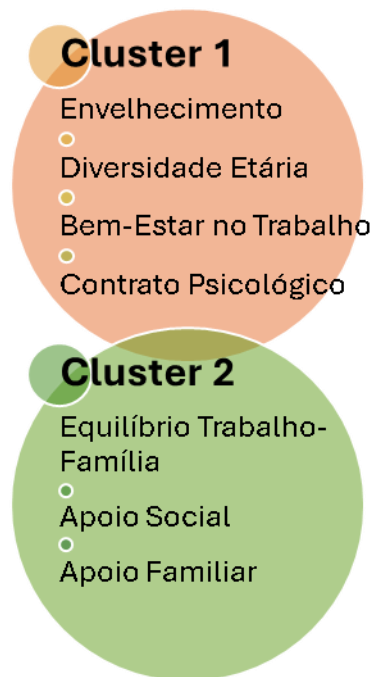 Cluster 1
Envelhecimento
Diversidade Etária
Bem-Estar no Trabalho
Contrato Psicológico
Cluster 2
Equilíbrio Trabalho-
Família
Apoio Social
Apoio Familiar